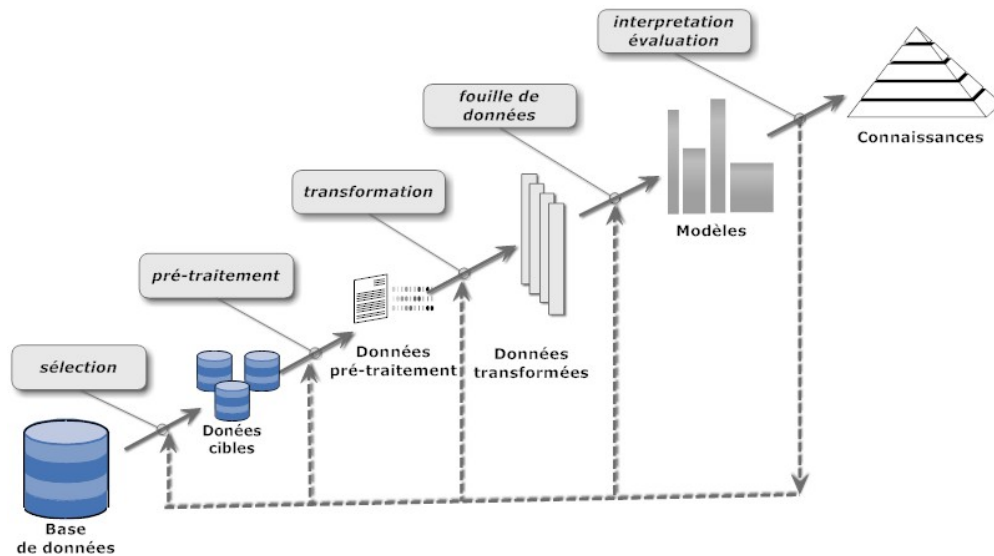 interpretation
évaluation
Connaissances
fouille de
données
Modèles
transformation
Données
transformées
pré-traitement
Données
pré-traitement
sélection
Donées
cibles
Base
de données